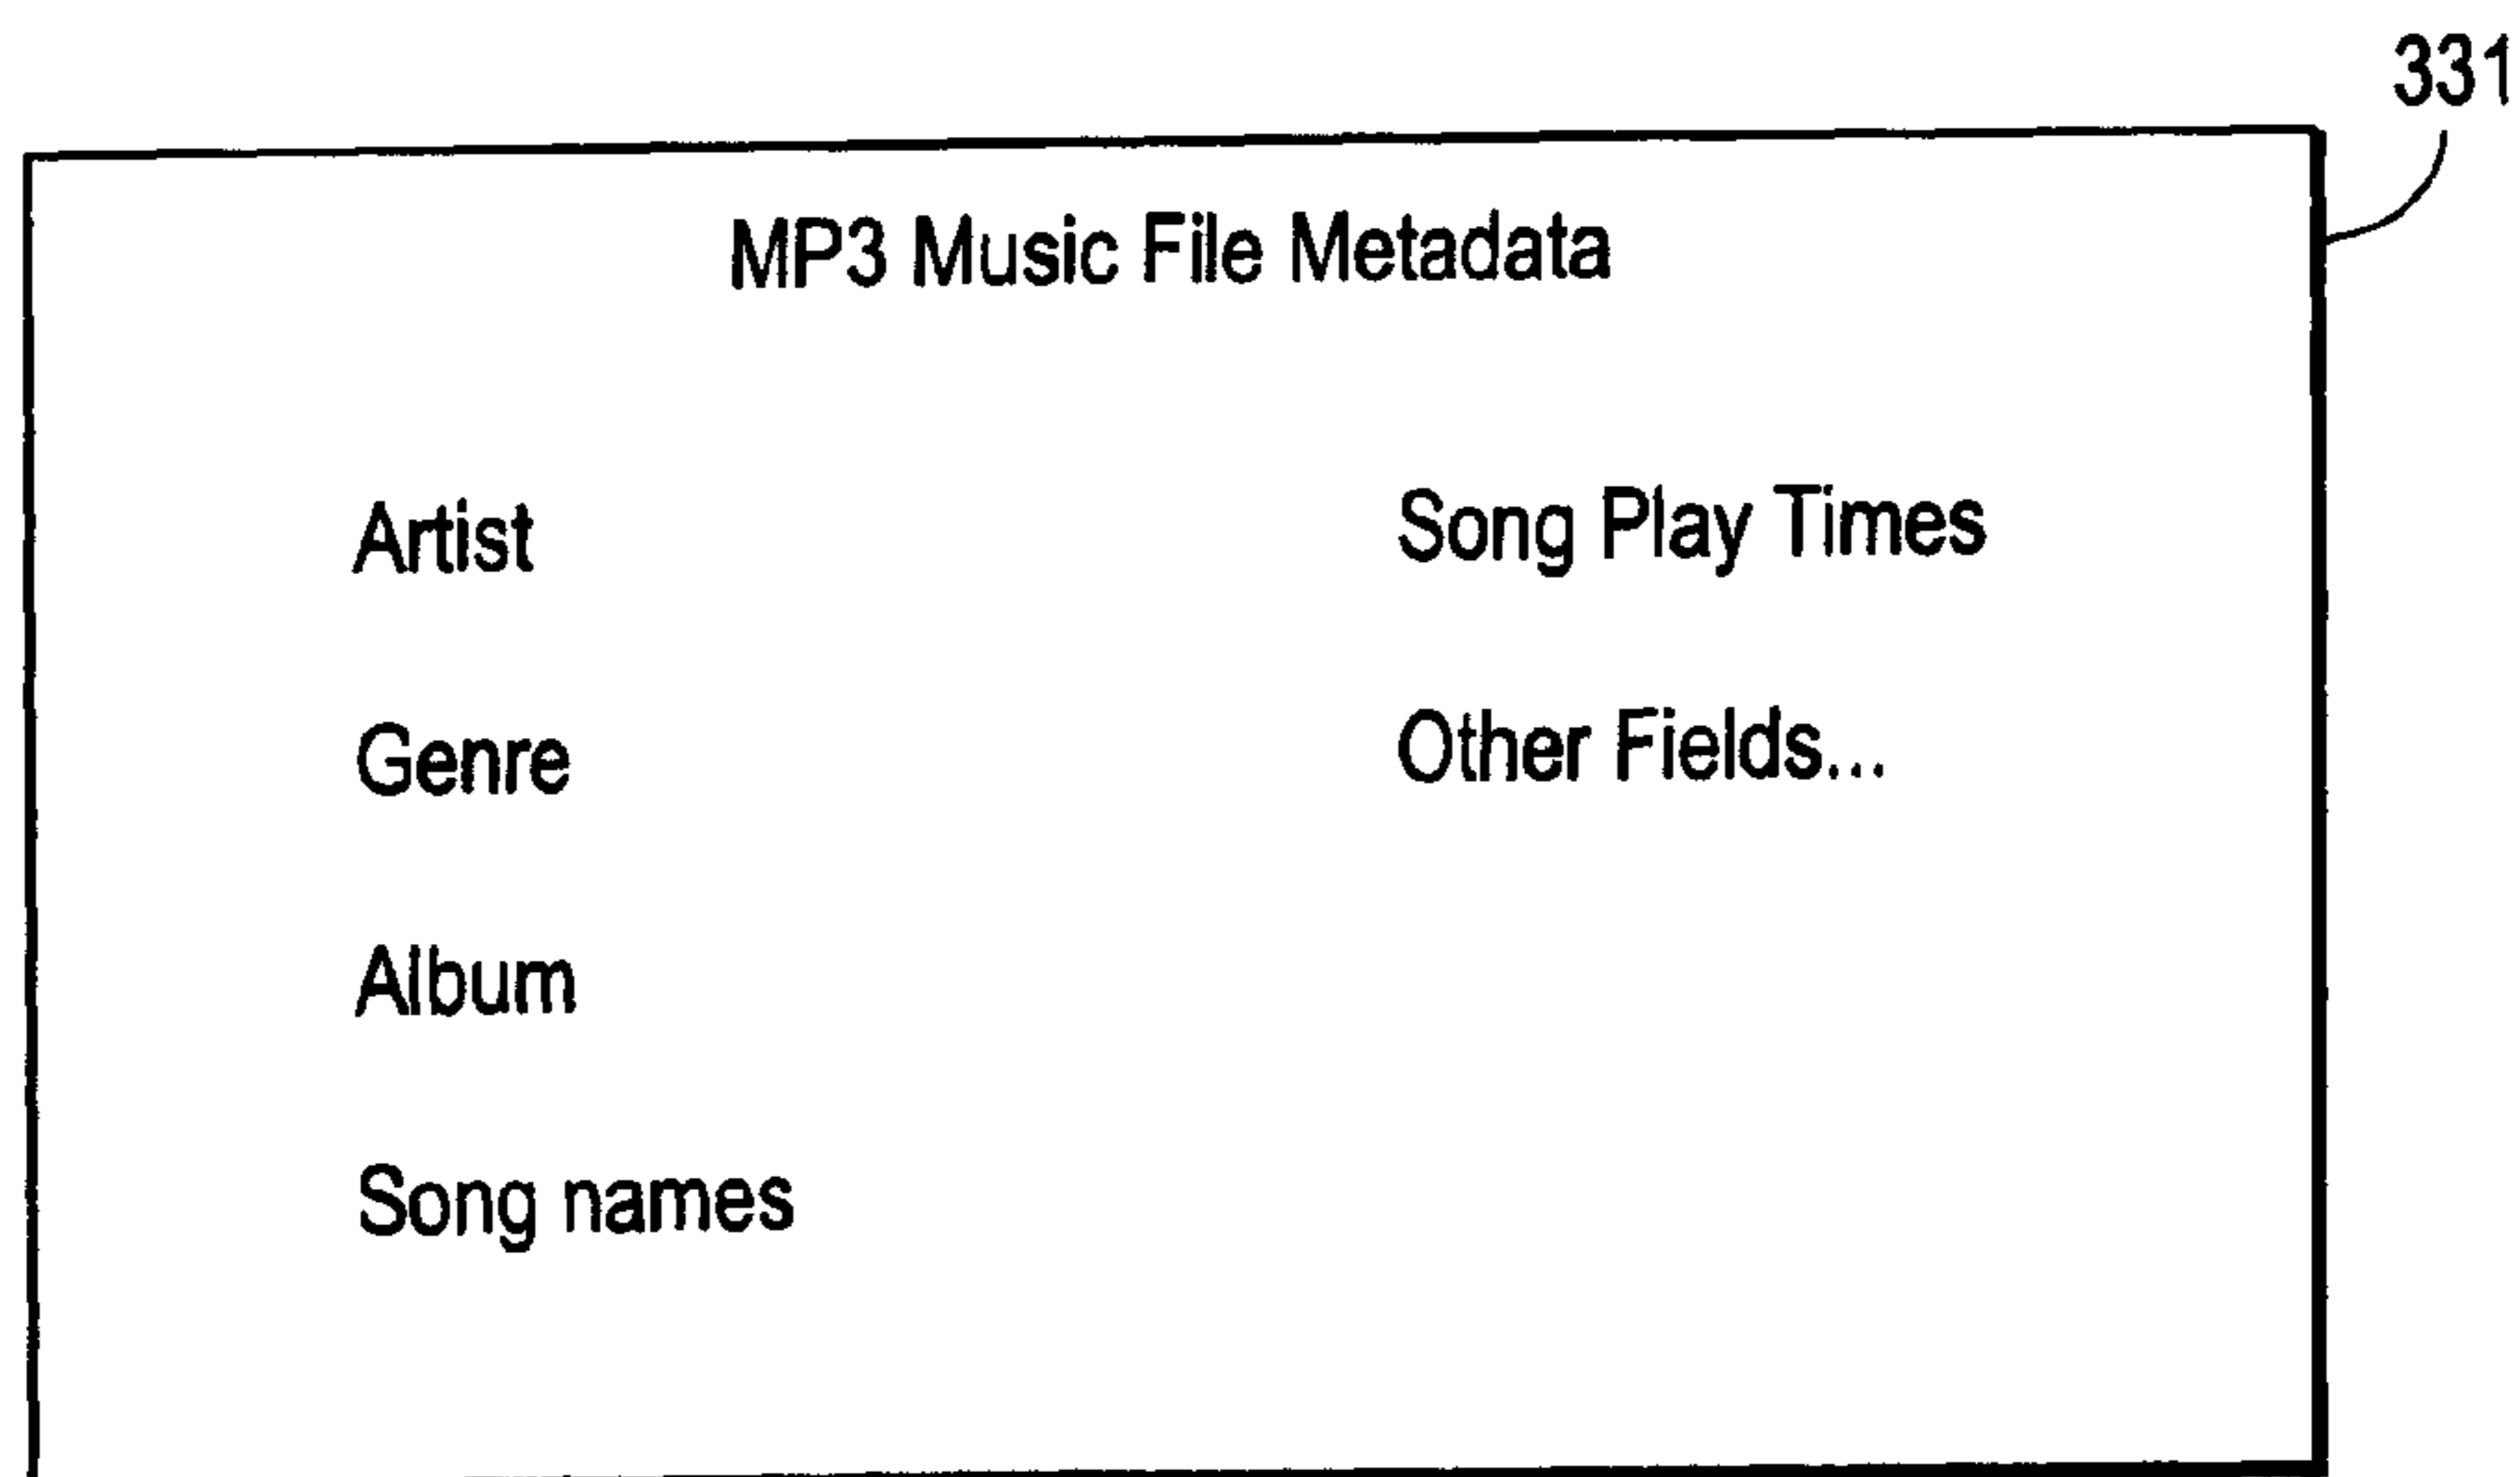 331
MP3 Music File Metadata
Artist
Genre
Album
Song names
Song Play Times
Other Fields...